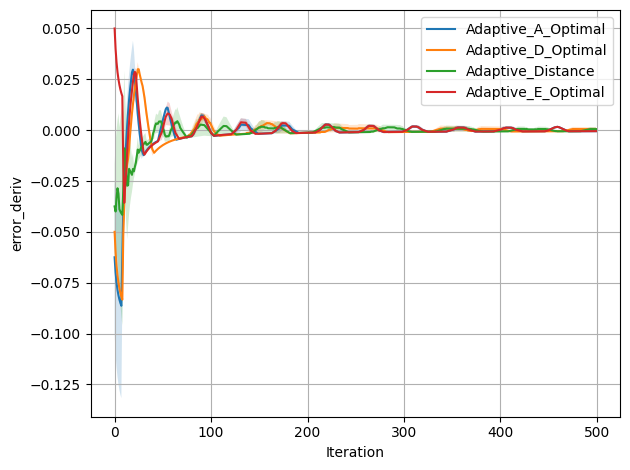 0.050
0.025
0.000
-0.025
-0.050
-0.075
-0.100
-0.125
error_deriv
Adaptive_A_Optimal
Adaptive_D_Optimal
Adaptive_Distance
Adaptive_E_Optimal
0 100 200 300 400 500
Iteration